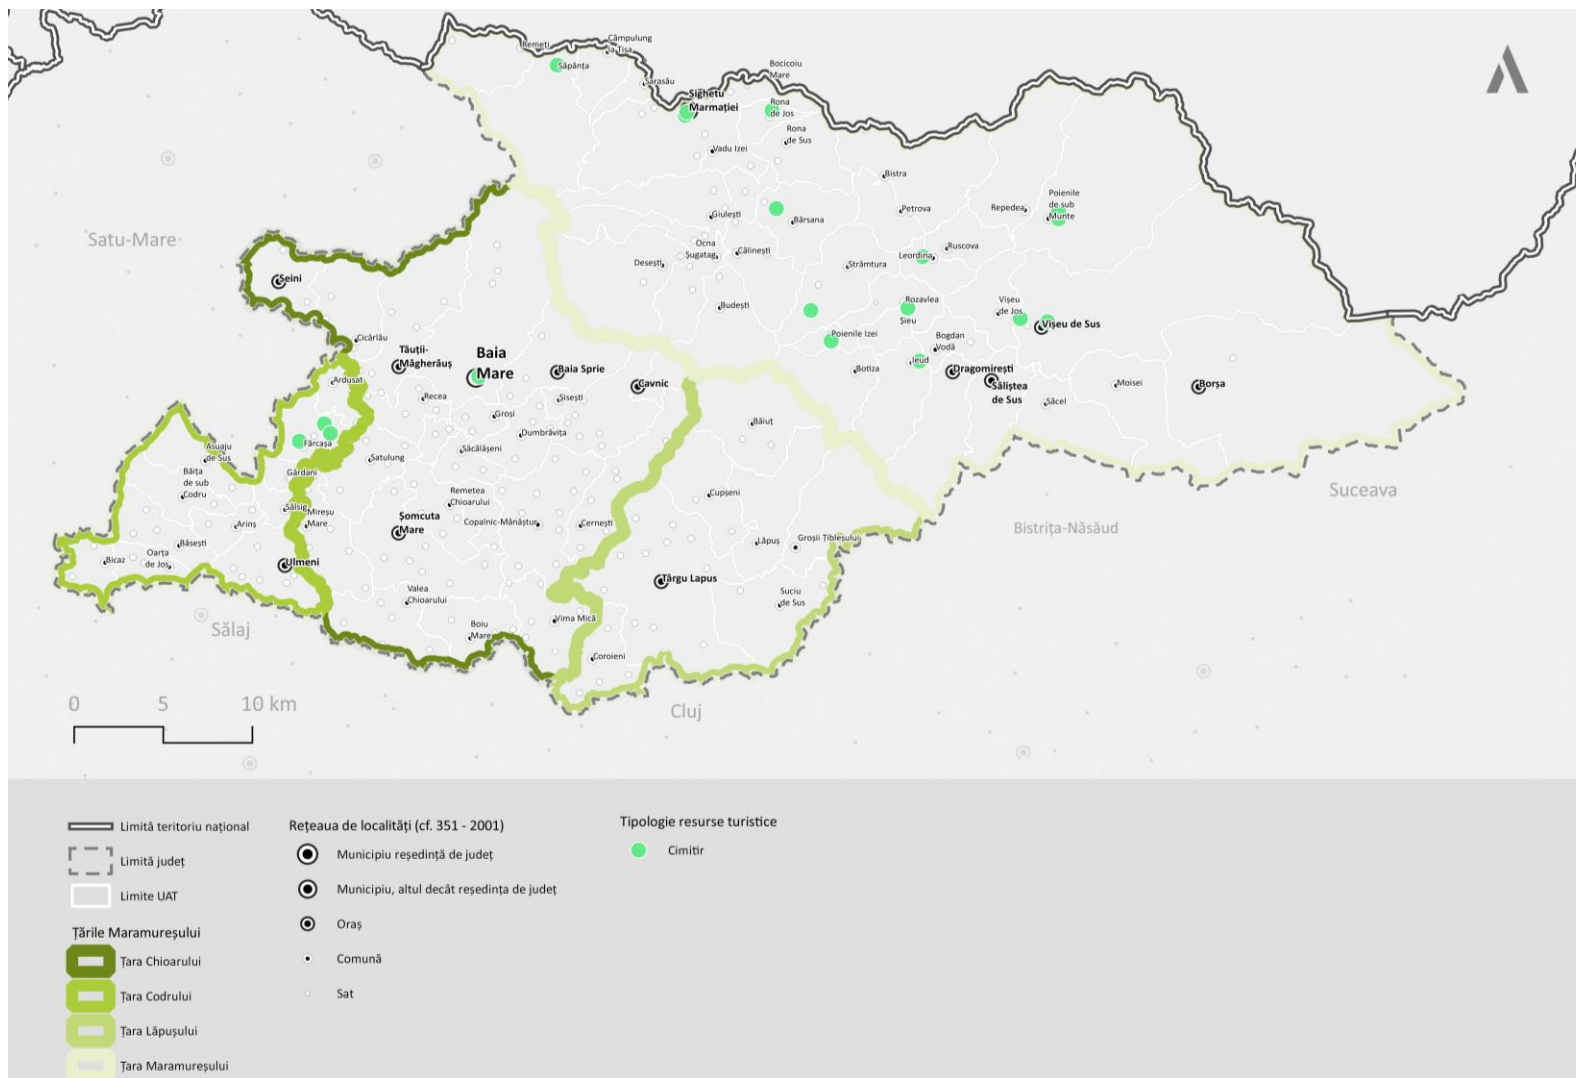 Remeți
Câmpulung
la Tisa
Săpânța
Sarasău
Bocicoiu
Mare
Sighetu
Marmației
Rona
de Jos
Rona
de Sus
Vadu Izei
Bistra
Petrova
Repedea
Poienile
de sub
Munte
Giulești
Bârsana
Satu-Mare
Ocna
Șugatag
Călinești
Desești
Strâmtura
Leordina
Ruscova
Seini
Budești
Rozavlea
Șieu
Vișeu
de Jos
Vișeu de Sus
Poienile Izei
Bogdan
Vodă
Cicârlău
Tăuții-
Măgherăuș
Baia
Mare
Baia Sprie
Cavnic
Botiza
Ieud
Dragomirești
Săliștea
de Sus
Moisei
Borșa
Săcel
Ardusat
Recea
Sisești
Groși
Dumbrăvița
Băiuț
Fărcașa
Săcălășeni
Satulung
Asuaju
de Sus
Băița
de sub
Codru
Gârdani
Remetea
Chioarului
Cupșeni
Suceava
Sălsig
Mireșu
Mare
Șomcuta
Mare
Copalnic-Mănăștur
Cernești
Arinș
Bistrița-Năsăud
Băsești
Oarța
de Jos
Bicaz
Ulmeni
Lăpuș
Groșii Țibleșului
Târgu Lapus
Suciu
de Sus
Valea
Chioarului
Sălaj
Boiu
Mare
Vima Mică
Coroieni
Cluj
0 5 10 km
Limită teritoriu național
Limită județ
Limite UAT
Țările Maramureșului
Țara Chioarului
Țara Codrului
Țara Lăpușului
Țara Maramureșului
Rețeaua de localități (cf. 351 - 2001)
Municipiu reședință de județ
Municipiu, altul decât reședința de județ
Oraș
Comună
Sat
Tipologie resurse turistice
Cimitir